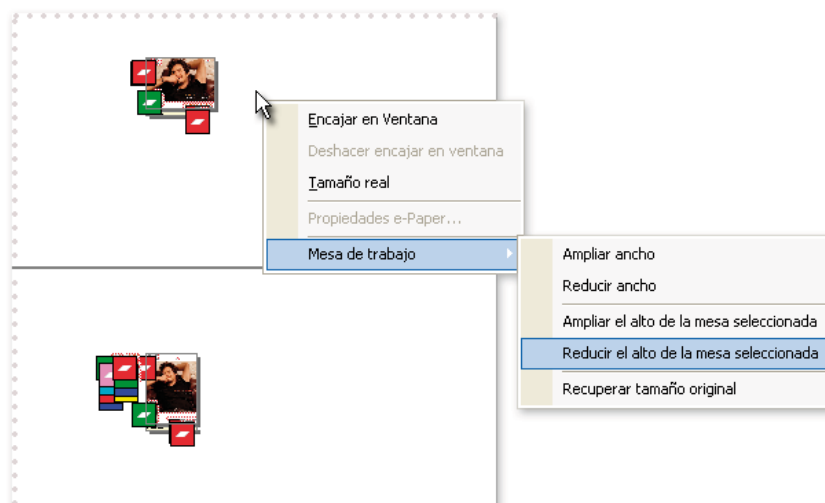 Encajar en Ventana
Deshacer encajar en ventana
Tamaño real
Propiedades e-Paper...
Mesa de trabajo
Ampliar ancho
Reducir ancho
Ampliar el alto de la mesa seleccionada
Reducir el alto de la mesa seleccionada
Recuperar tamaño original